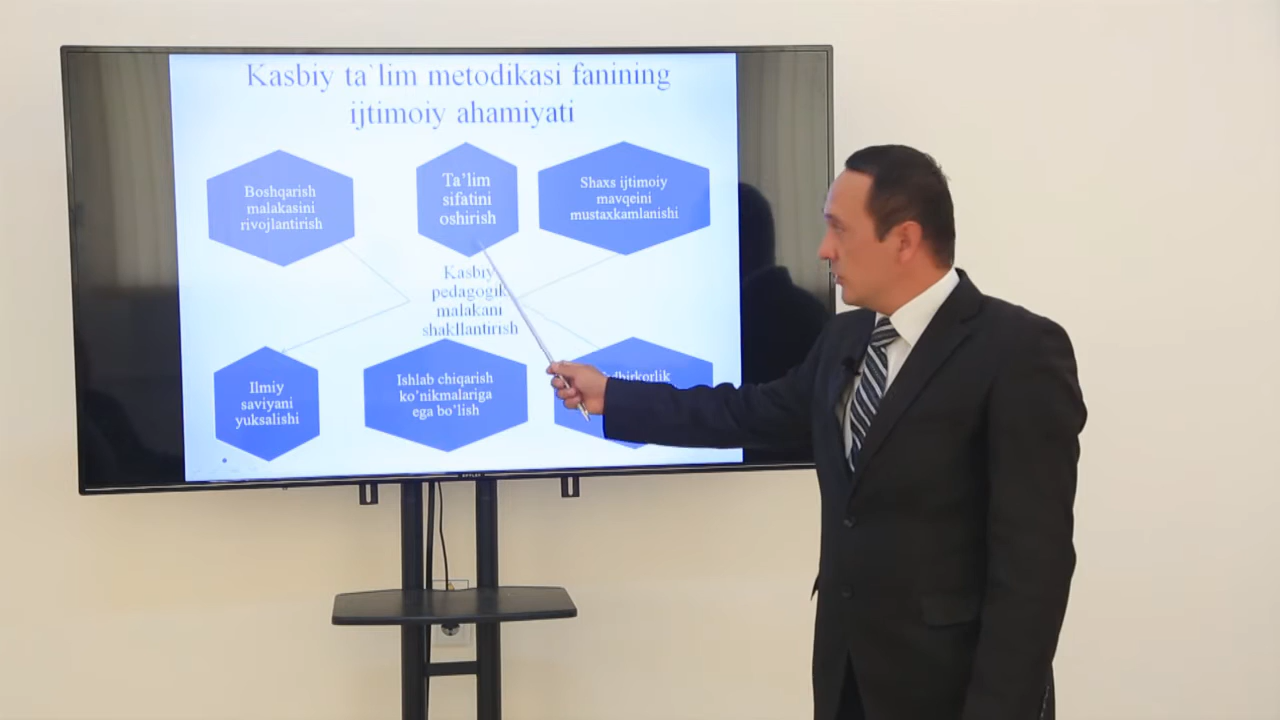 Kasbiy ta`lim metodikasi fanining
ijtimoiy ahamiyati
Boshqarish
malakasini
rivojlantirish
Ta’lim
sifatini
oshirish
Shaxs ijtimoiy
mavqeini
mustaxkamlanishi
Kasbiy
pedagogik
malakani
shakllantirish
Ilmiy
saviyani
yuksalishi
Ishlab chiqarish
ko’nikmalariga
ega bo’lish